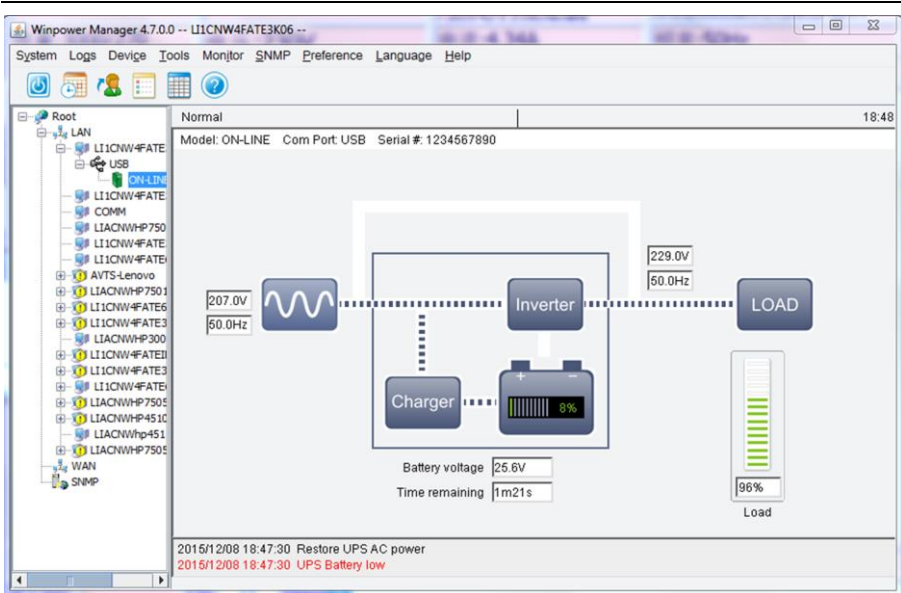 Winpower Manager 4.7.0.0 -- LI1CNW4FATE3K06 --
System Logs Device Tools Monitor SNMP Preference Language Help
Root
LAN
LI1CNW4FATE
USB
ON-LINE
LI1CNW4FATE
COMM
LIACNWHP750
LI1CNW4FATE
LI1CNW4FATE
AVTS-Lenovo
LIACNWHP7501
LI1CNW4FATE6
LI1CNW4FATE3
LIACNWHP300
LI1CNW4FATEII
LI1CNW4FATE3
LI1CNW4FATE
LIACNWHP7505
LIACNWHP4510
LIACNWhp451
LIACNWHP7505
WAN
SNMP
Normal 18:48
Model: ON-LINE Com Port: USB Serial #: 1234567890
229.0V
50.0Hz
207.0V
50.0Hz
Inverter
LOAD
Charger
+ −
8%
Battery voltage 25.6V
Time remaining 1m21s
96%
Load
2015/12/08 18:47:30 Restore UPS AC power
2015/12/08 18:47:30 UPS Battery low